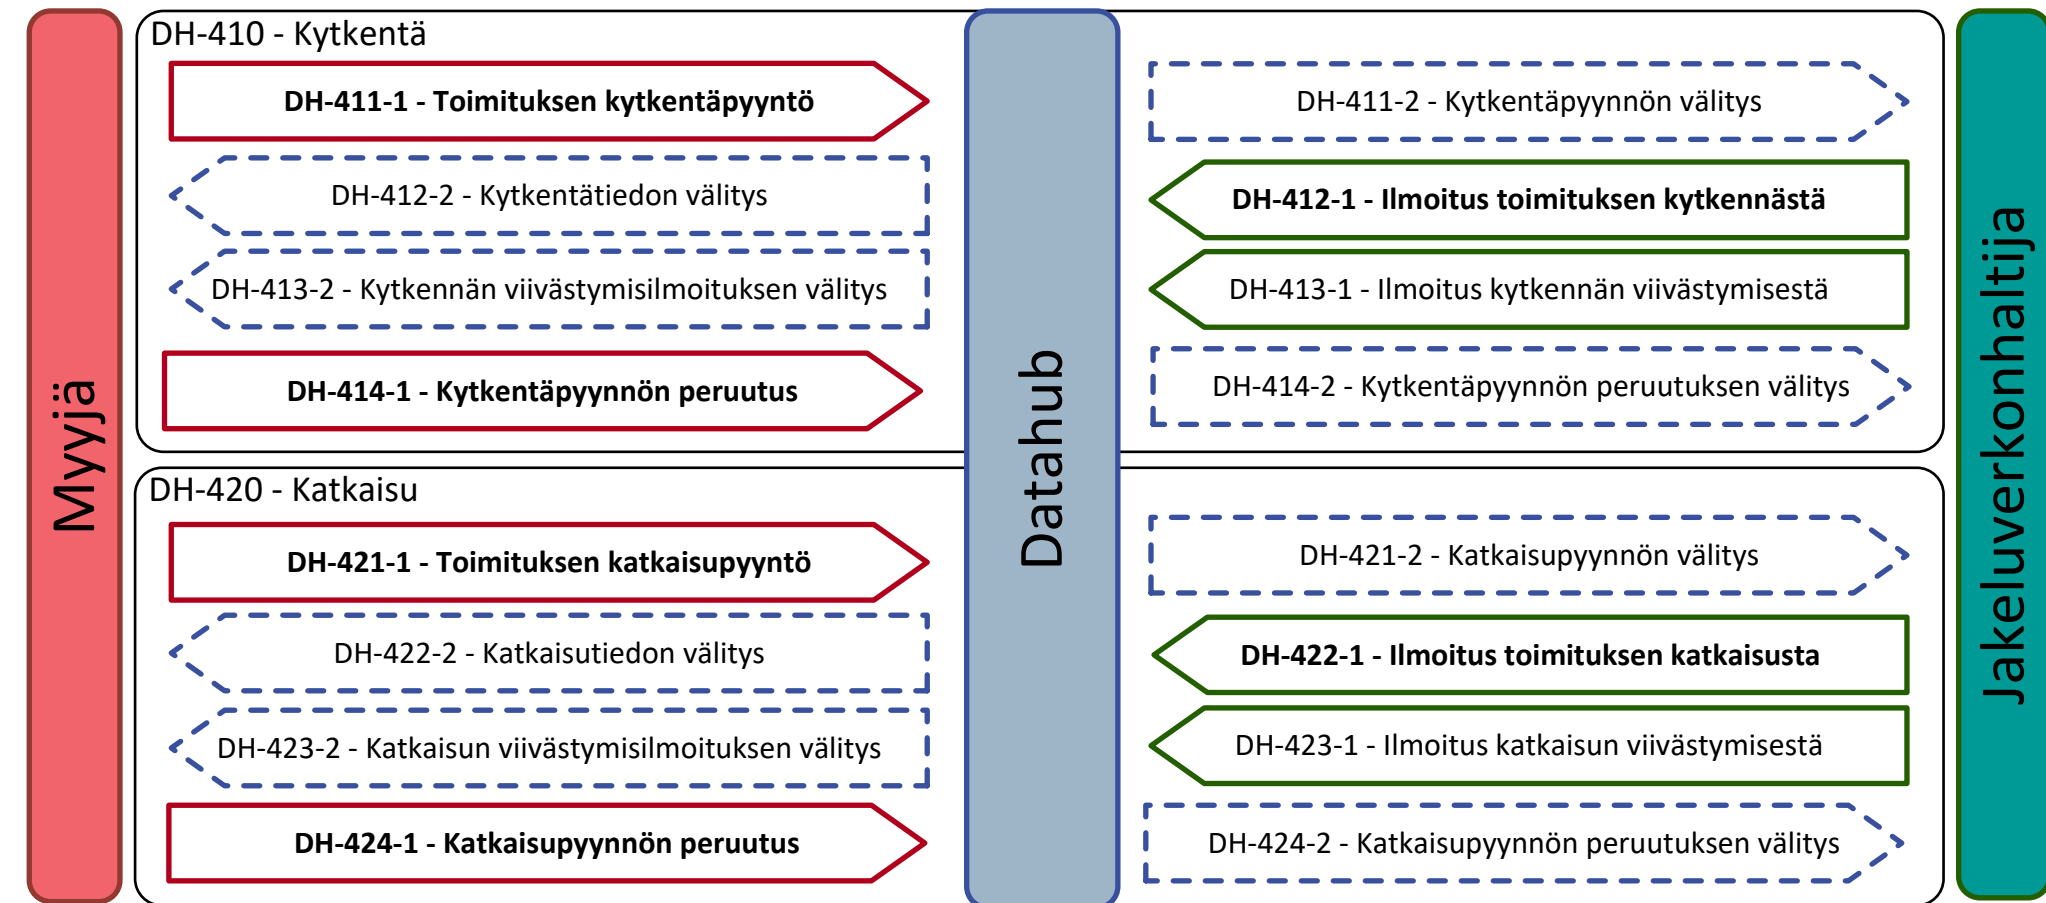 Myyjä
DH-410 - Kytkentä
DH-411-1 - Toimituksen kytkentäpyyntö
DH-412-2 - Kytkentätiedon välitys
DH-413-2 - Kytkennän viivästymisilmoituksen välitys
DH-414-1 - Kytkentäpyynnön peruutus
DH-411-2 - Kytkentäpyynnön välitys
DH-412-1 - Ilmoitus toimituksen kytkennästä
DH-413-1 - Ilmoitus kytkennän viivästymisestä
DH-414-2 - Kytkentäpyynnön peruutuksen välitys
Datahub
DH-420 - Katkaisu
DH-421-1 - Toimituksen katkaisupyyntö
DH-422-2 - Katkaisutiedon välitys
DH-423-2 - Katkaisun viivästymisilmoituksen välitys
DH-424-1 - Katkaisupyynnön peruutus
DH-421-2 - Katkaisupyynnön välitys
DH-422-1 - Ilmoitus toimituksen katkaisusta
DH-423-1 - Ilmoitus katkaisun viivästymisestä
DH-424-2 - Katkaisupyynnön peruutuksen välitys
Jakeluverkonhaltija